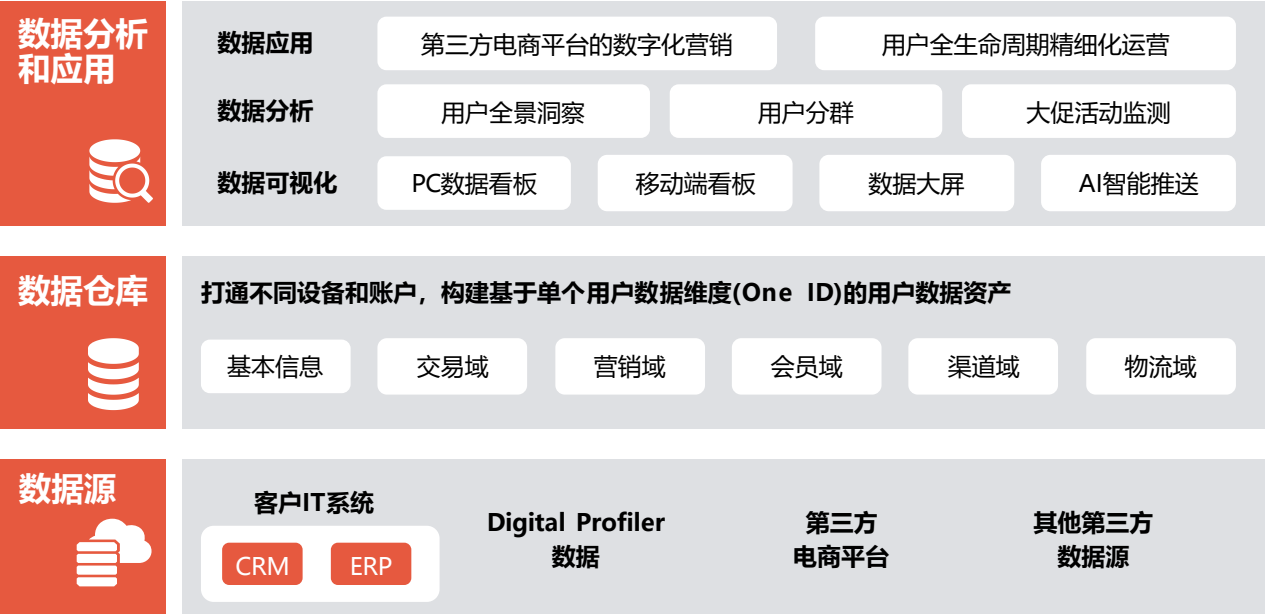 数据分析
和应用
数据应用
第三方电商平台的数字化营销
用户全生命周期精细化运营
数据分析
用户全景洞察
用户分群
大促活动监测
数据可视化
PC数据看板
移动端看板
数据大屏
AI智能推送
数据仓库
打通不同设备和账户，构建基于单个用户数据维度(One ID)的用户数据资产
基本信息
交易域
营销域
会员域
渠道域
物流域
数据源
客户IT系统
CRM
ERP
Digital Profiler
数据
第三方
电商平台
其他第三方
数据源